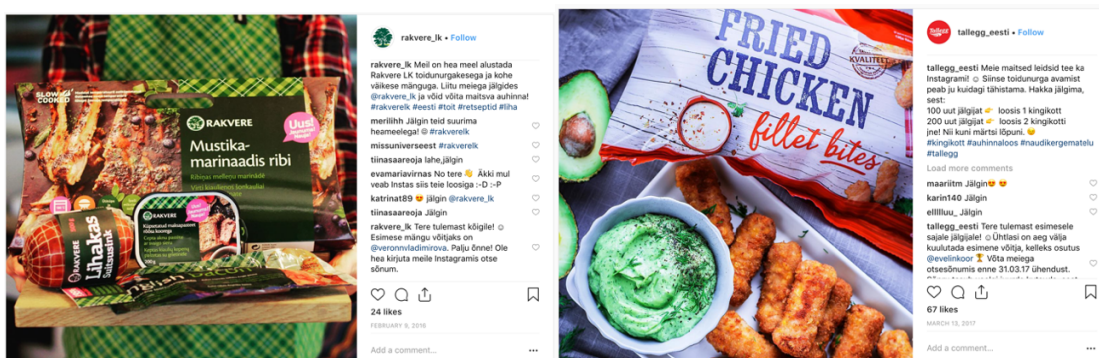 SLOW
COOKED
RAKVERE
Uus!
Mustika-
marinaadis ribi
Ribiņas melleņu marinādē
RAKVERE
RAKVERE
Lihakas
Suitsusink
rakvere_lk • Follow
rakvere_lk Meil on hea meel alustada
Rakvere LK toidunurgakesega ja kohe
väikese mänguga. Liitu meiega jälgides
@rakvere_lk ja võid võita maitsva auhinna!
#rakverelk #eesti #toit #retseptid #liha
merilihh Jälgin teid suurima
heameelega! ☺ #rakverelk
missuniverseest #rakverelk
tiinasaareoja lahe,jälgin
evamariavirnas No tere 👋 Äkki mul
veab Instas siis teie loosiga :-D :-P
katrinat89 😍 jälgin @rakvere_lk
tiinasaareoja Jälgin
rakvere_lk Tere tulemast kõigile! ☺
Esimese mängu võitjaks on
@veronnvladimirova. Palju õnne! Ole
hea kirjuta meile Instagramis otse
sõnum.
24 likes
FEBRUARY 9, 2016
Add a comment...
FRIED
CHICKEN
fillet bites
KVALITEET
Tallegg
tallegg_eesti • Follow
tallegg_eesti Meie maitsed leidsid tee ka
Instagrami! ☺ Siinse toidunurga avamist
peab ju kuidagi tähistama. Hakka jälgima,
sest:
100 uut jälgijat 👉 loosis 1 kingikott
200 uut jälgijat 👉 loosis 2 kingikotti
jne! Nii kuni märtsi lõpuni. 😉
#kingikott #auhinnaloos #naudikergematelu
#tallegg
Load more comments
maariitm Jälgin😍 😍
karin140 Jälgin
ellllluu_ Jälgin
tallegg_eesti Tere tulemast esimesele
sajale jälgijale! ☺Ühtlasi on aeg välja
kuulutada esimene võitja, kelleks osutus
@evelinkoor 🏆 Võta meiega
otsesõnumis enne 31.03.17 ühendust.
67 likes
MARCH 13, 2017
Add a comment...